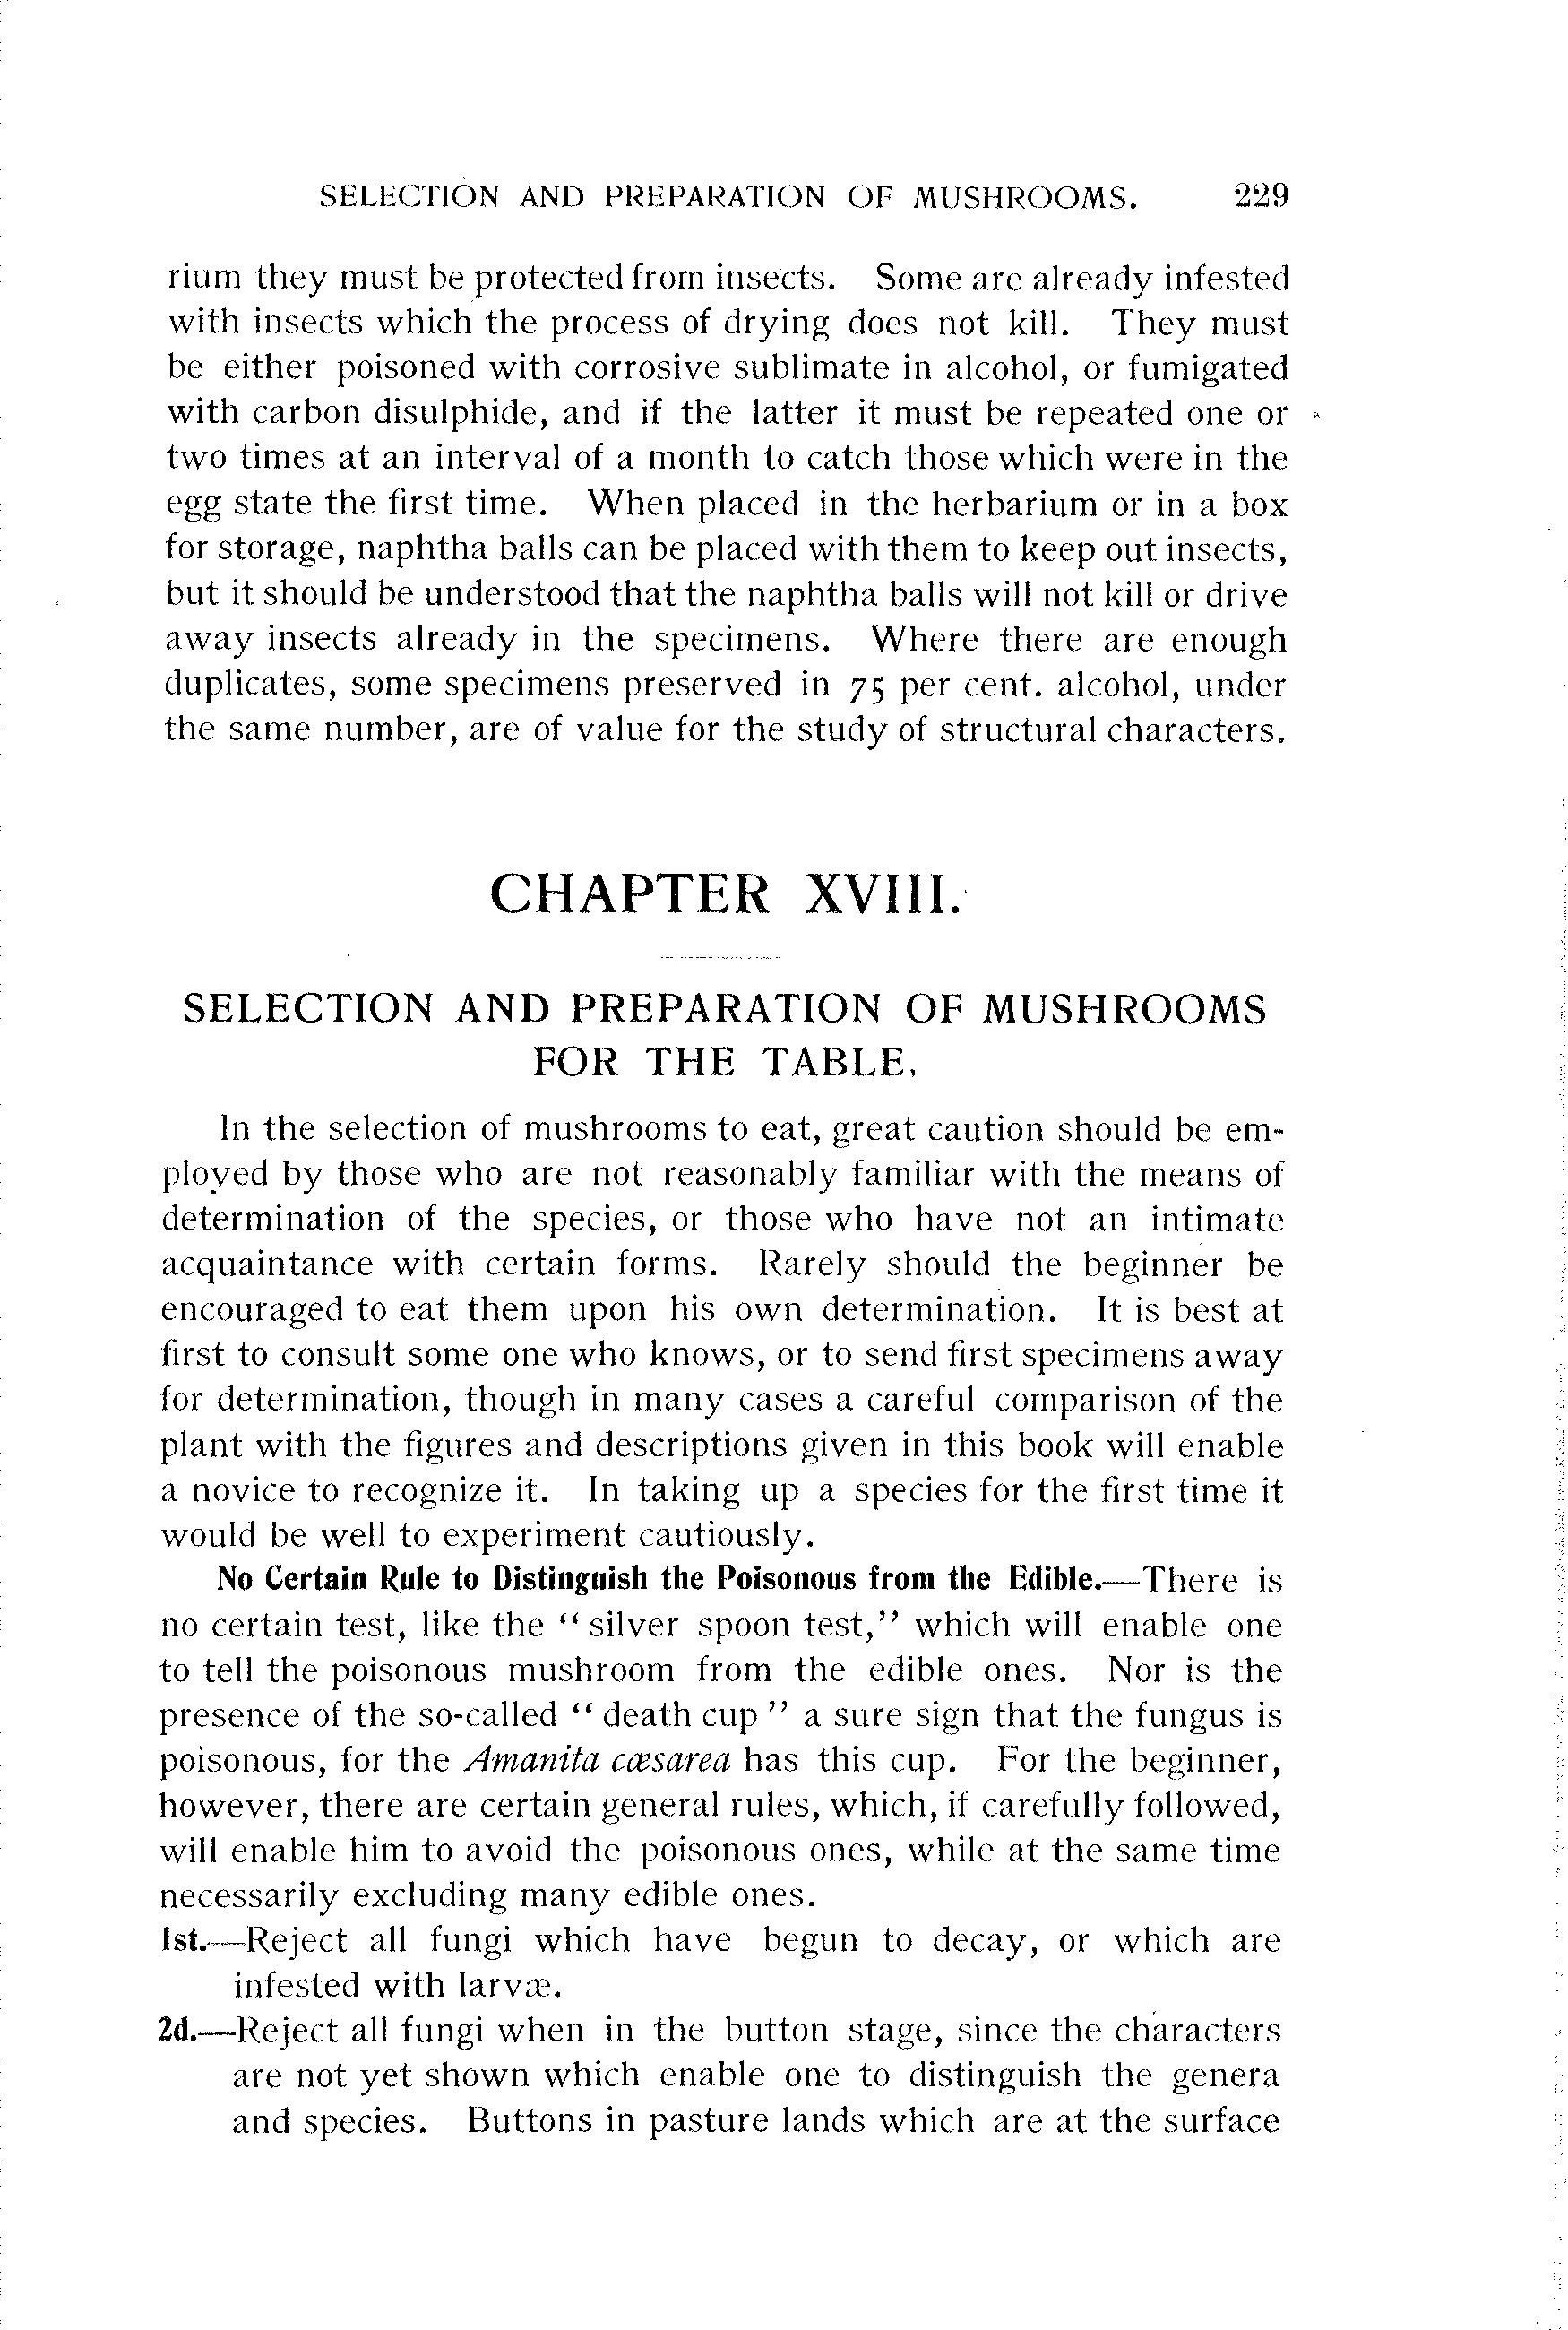 SELECTION AND PREPARATION OF MUSHROOMS. 229
rium they must be protected from insects. Some are already infested
with insects which the process of drying does not kill. They must
be either poisoned with corrosive sublimate in alcohol, or fumigated
with carbon disulphide, and if the latter it must be repeated one or
two times at an interval of a month to catch those which were in the
egg state the first time. When placed in the herbarium or in a box
for storage, naphtha balls can be placed with them to keep out insects,
but it should be understood that the naphtha balls will not kill or drive
away insects already in the specimens. Where there are enough
duplicates, some specimens preserved in 75 per cent. alcohol, under
the same number, are of value for the study of structural characters.
CHAPTER XVIII.
SELECTION AND PREPARATION OF MUSHROOMS
FOR THE TABLE.
In the selection of mushrooms to eat, great caution should be em-
ployed by those who are not reasonably familiar with the means of
determination of the species, or those who have not an intimate
acquaintance with certain forms. Rarely should the beginner be
encouraged to eat them upon his own determination. It is best at
first to consult some one who knows, or to send first specimens away
for determination, though in many cases a careful comparison of the
plant with the figures and descriptions given in this book will enable
a novice to recognize it. In taking up a species for the first time it
would be well to experiment cautiously.
No Certain Rule to Distinguish the Poisonous from the Edible.—There is
no certain test, like the “ silver spoon test,” which will enable one
to tell the poisonous mushroom from the edible ones. Nor is the
presence of the so-called “ death cup ” a sure sign that the fungus is
poisonous, for the Amanita cæsarea has this cup. For the beginner,
however, there are certain general rules, which, if carefully followed,
will enable him to avoid the poisonous ones, while at the same time
necessarily excluding many edible ones.
1st.—Reject all fungi which have begun to decay, or which are
infested with larvæ.
2d.—Reject all fungi when in the button stage, since the characters
are not yet shown which enable one to distinguish the genera
and species. Buttons in pasture lands which are at the surface